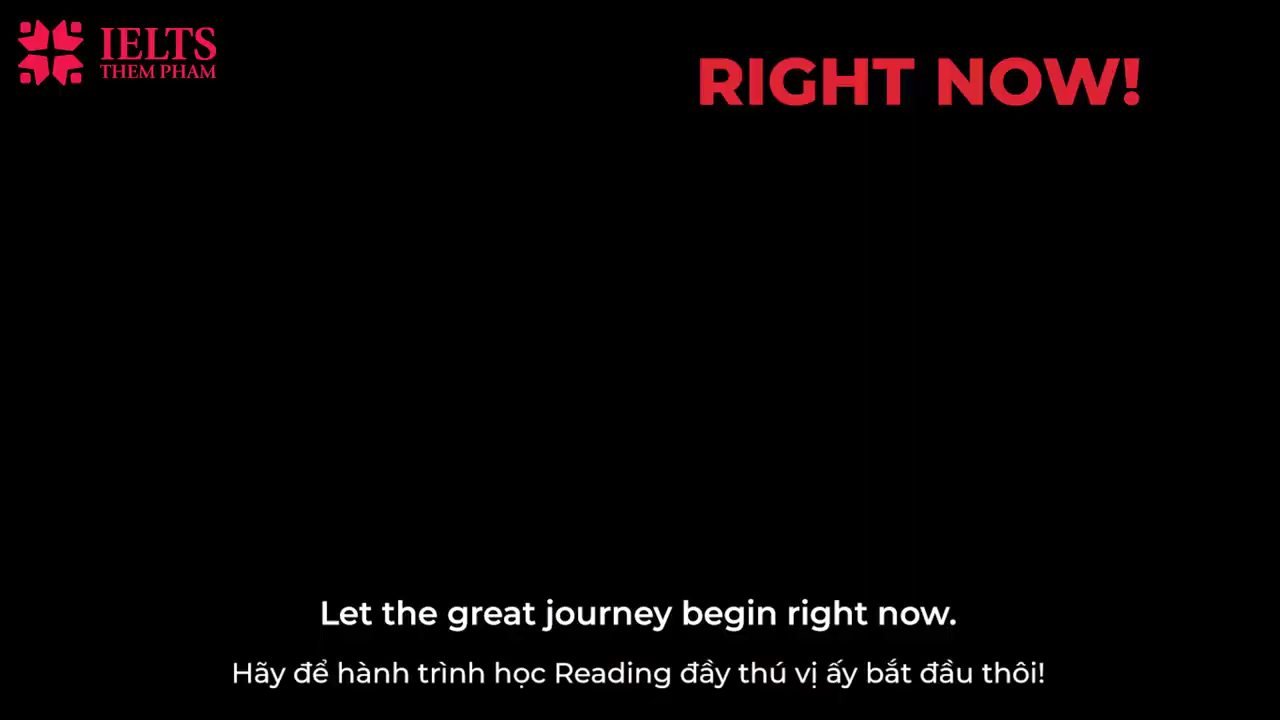 IELTS
THEM PHAM
RIGHT NOW!
Let the great journey begin right now.
Hãy để hành trình học Reading đầy thú vị ấy bắt đầu thôi!